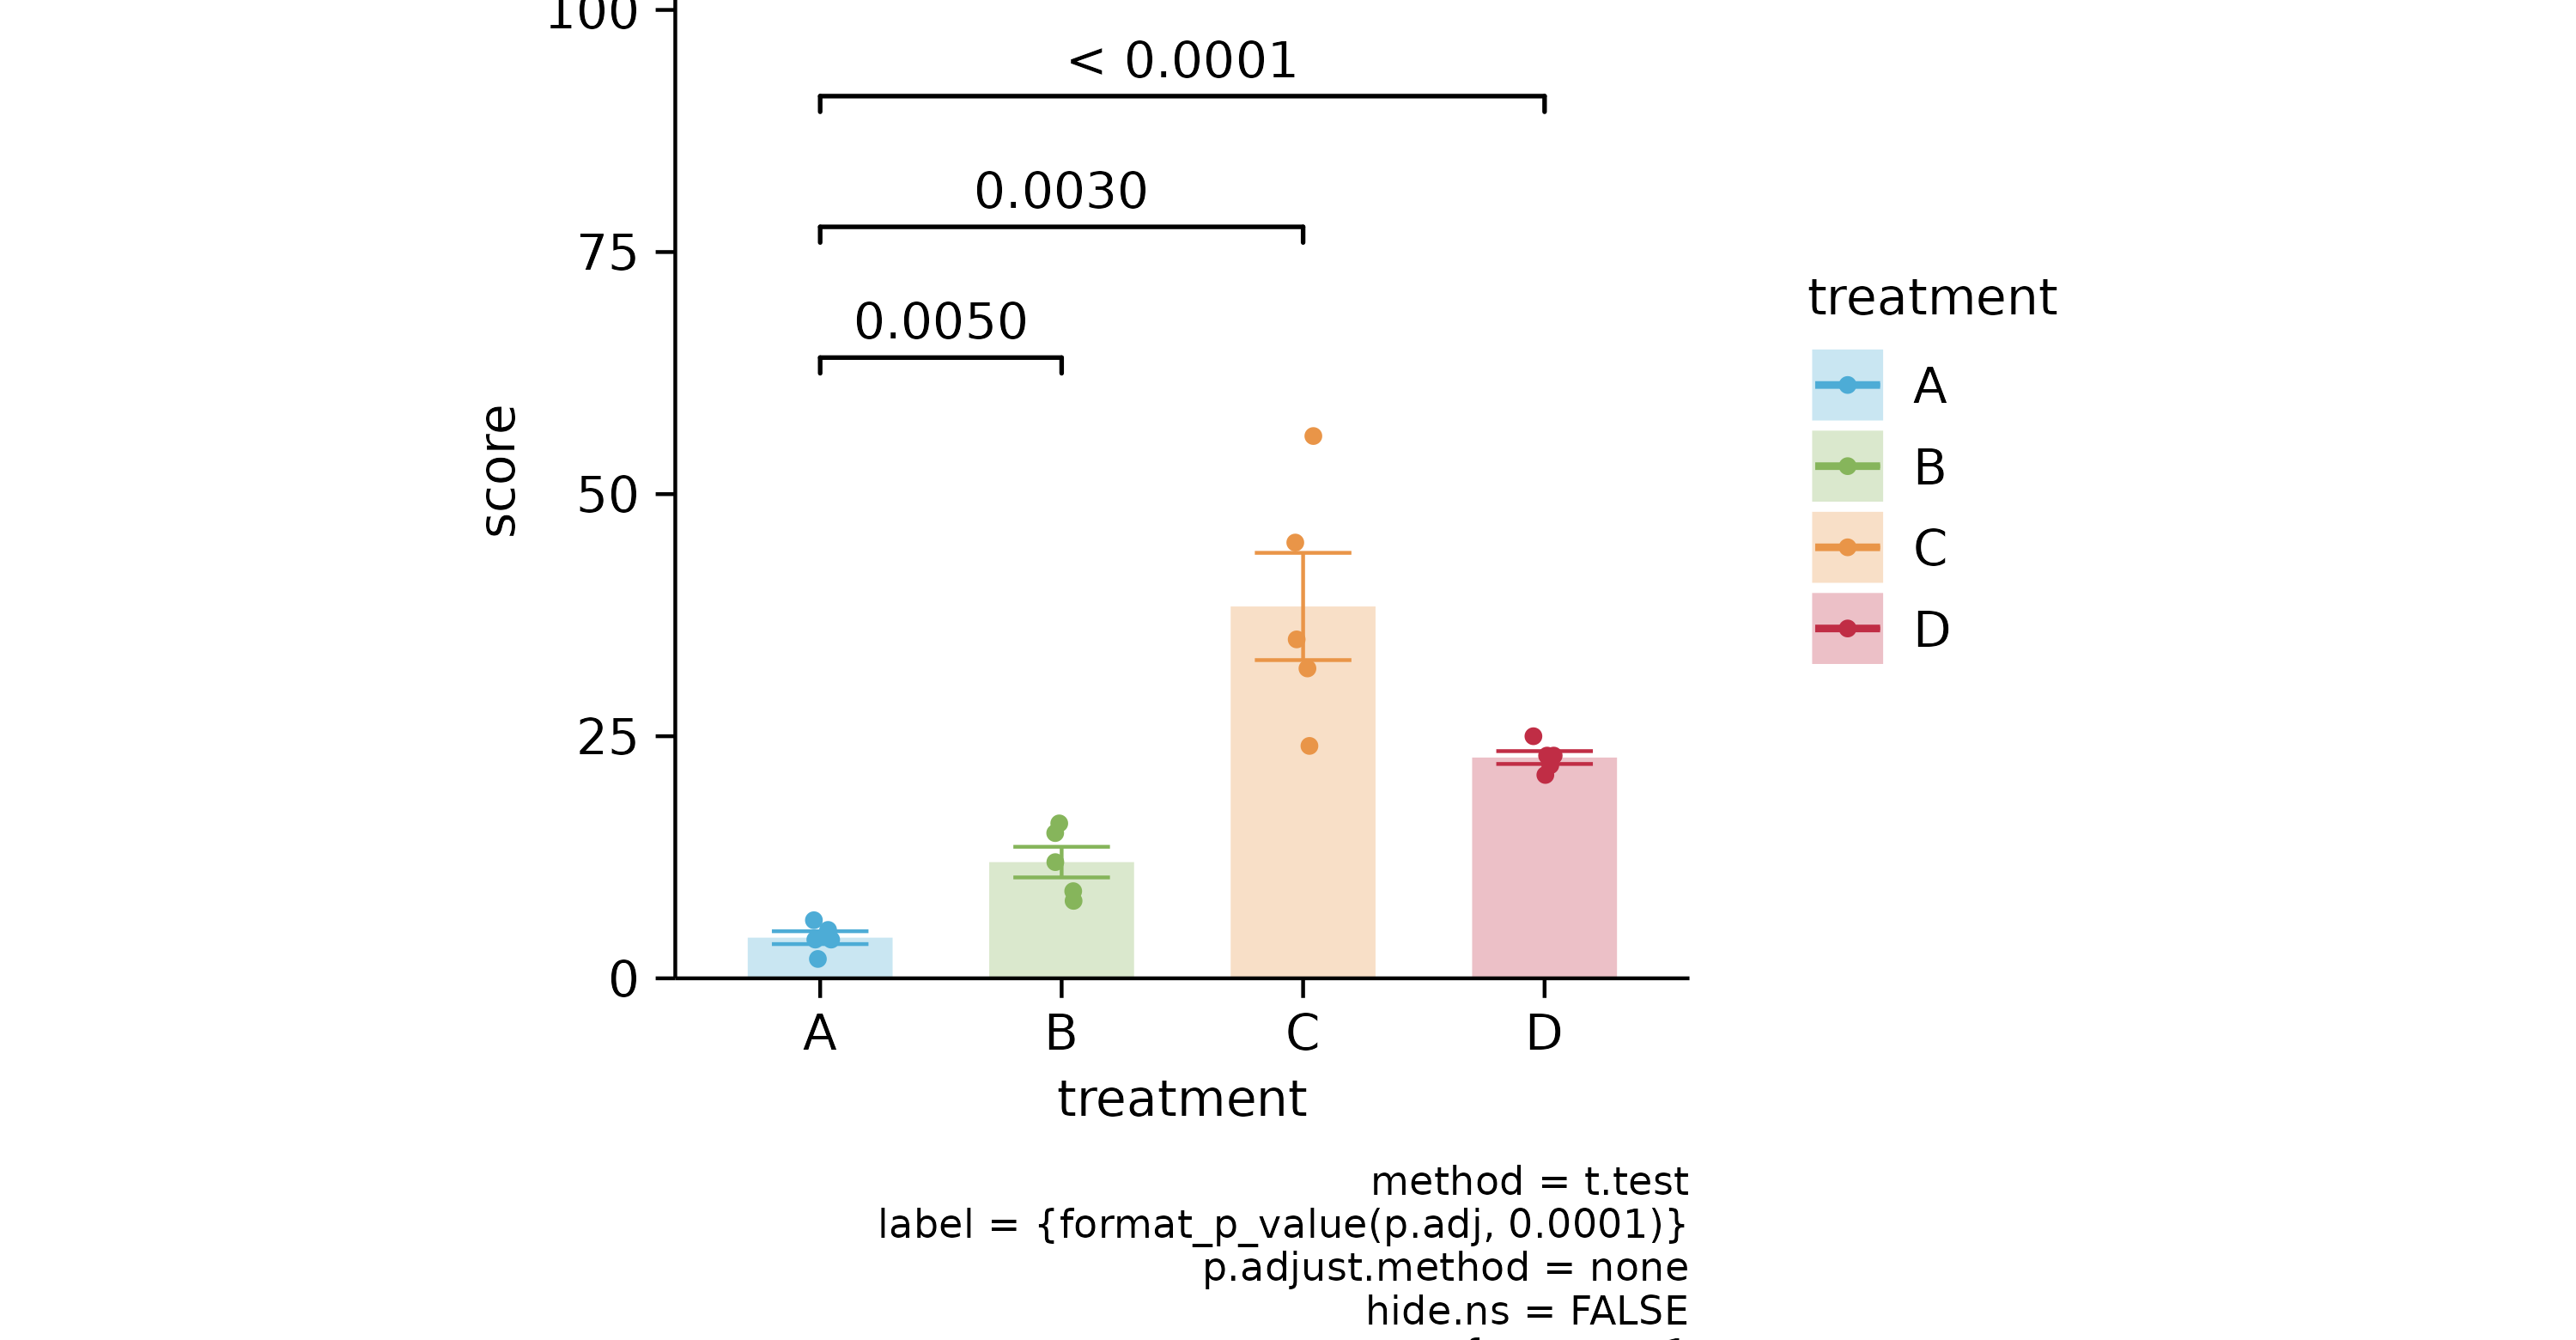 100
< 0.0001
0.0030
75
0.0050
treatment
A
score
50
B
C
25
D
0
A B C D
treatment
method = t.test
label = {format_p_value(p.adj, 0.0001)}
p.adjust.method = none
hide.ns = FALSE